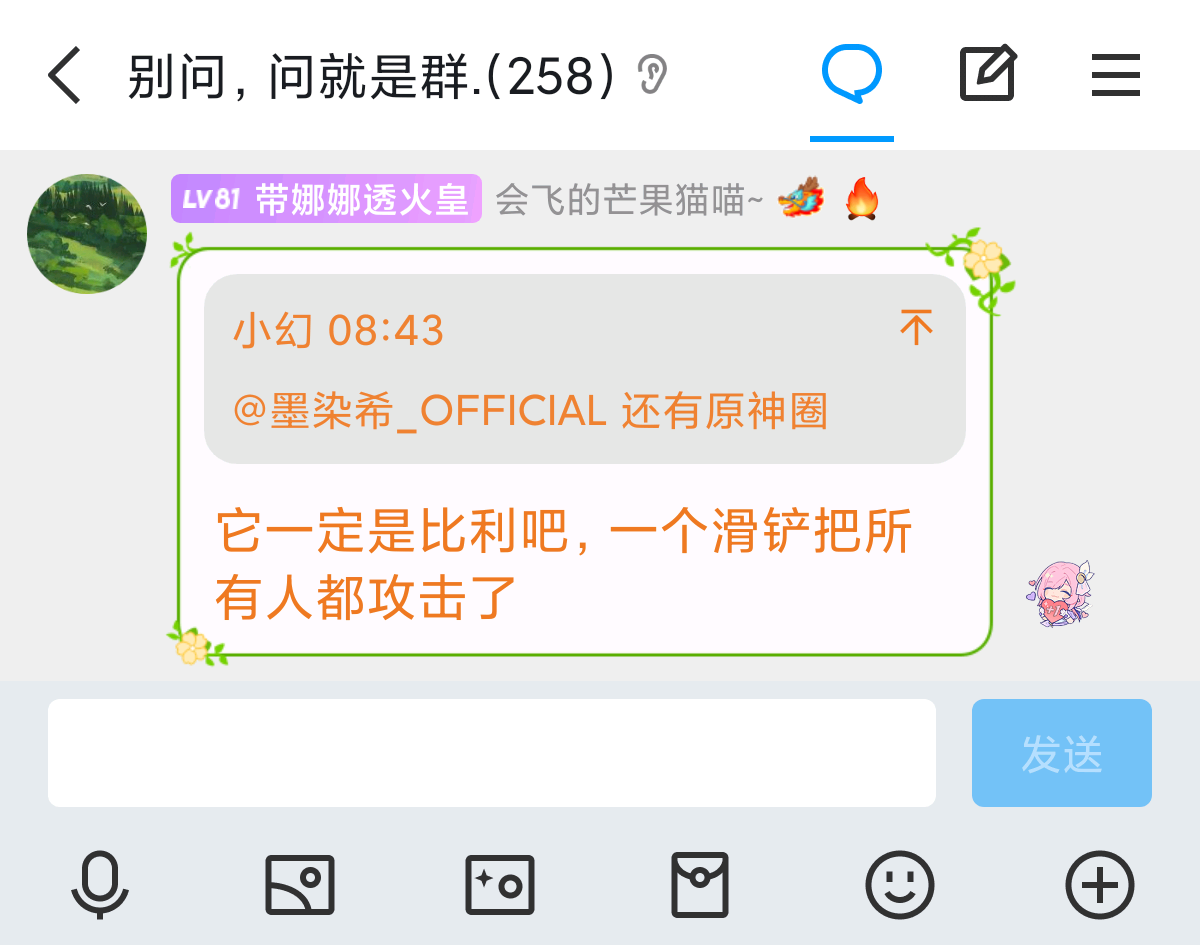 别问，问就是群.(258)
LV81 带娜娜透火皇 会飞的芒果猫喵~
小幻 08:43
@墨染希_OFFICIAL 还有原神圈
它一定是比利吧，一个滑铲把所
有人都攻击了
发送